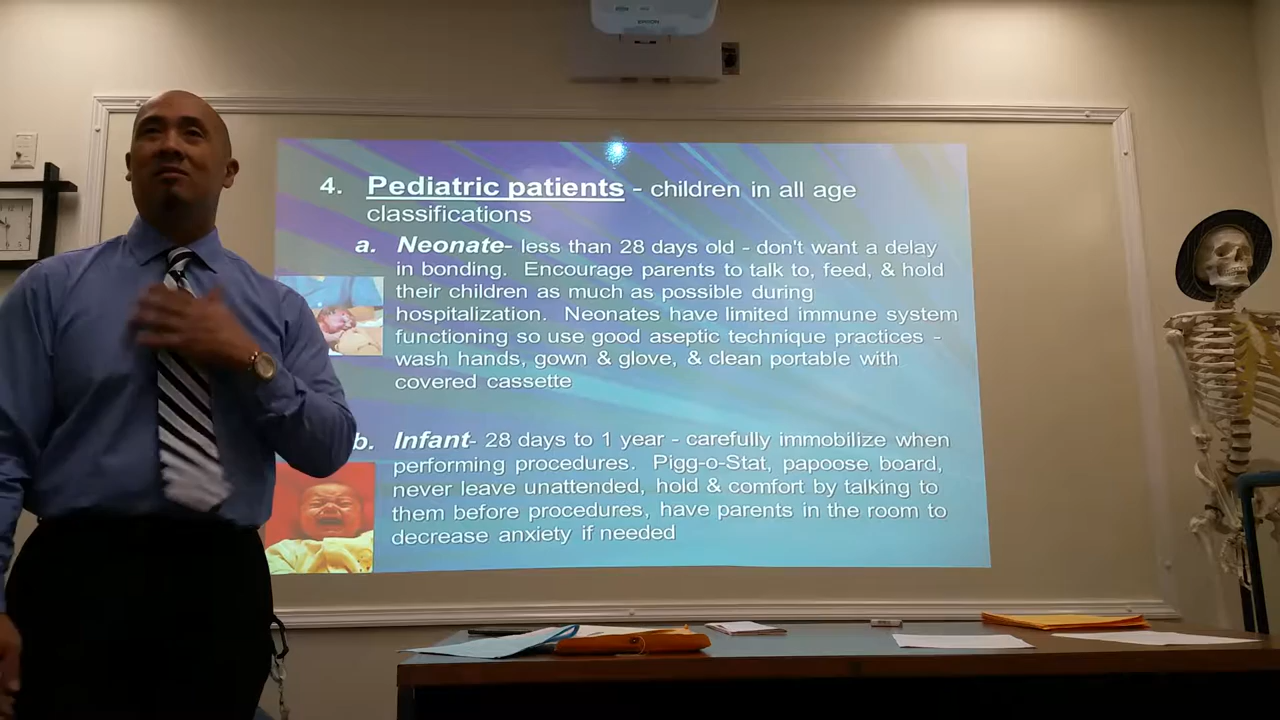 EPSON
4. Pediatric patients - children in all age
classifications
a. Neonate- less than 28 days old - don't want a delay
in bonding. Encourage parents to talk to, feed, & hold
their children as much as possible during
hospitalization. Neonates have limited immune system
functioning so use good aseptic technique practices -
wash hands, gown & glove, & clean portable with
covered cassette
b. Infant- 28 days to 1 year - carefully immobilize when
performing procedures. Pigg-o-Stat, papoose board,
never leave unattended, hold & comfort by talking to
them before procedures, have parents in the room to
decrease anxiety if needed